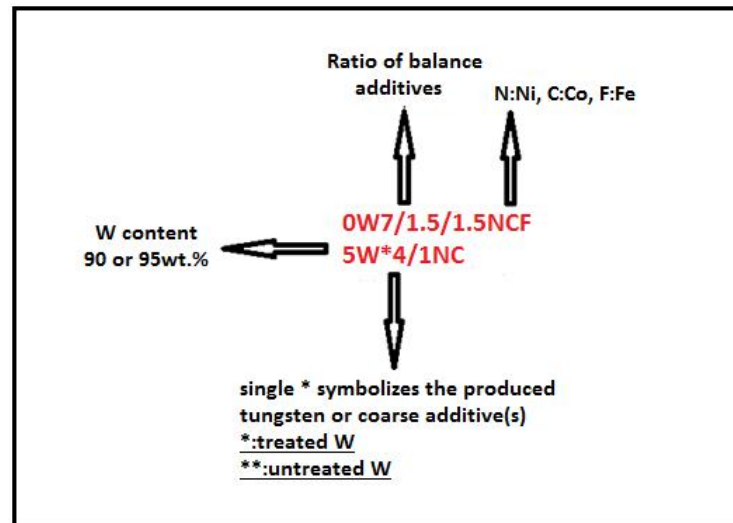 Ratio of balance
additives
N:Ni, C:Co, F:Fe
0W7/1.5/1.5NCF
5W*4/1NC
W content
90 or 95wt.%
single * symbolizes the produced
tungsten or coarse additive(s)
*:treated W
**:untreated W